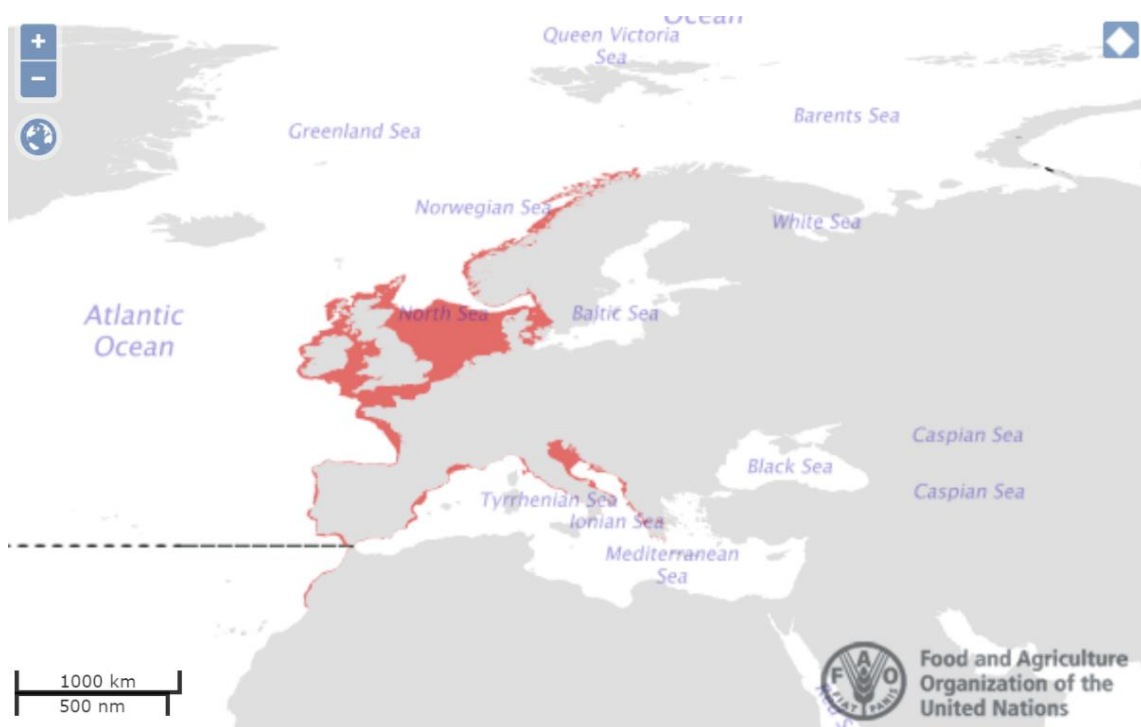 Ocean
Queen Victoria
Sea
+
−
Greenland Sea
Barents Sea
Norwegian Sea
White Sea
Atlantic
Ocean
North Sea
Baltic Sea
Caspian Sea
Black Sea
Caspian Sea
Tyrrhenian Sea
Ionian Sea
Mediterranean
Sea
1000 km
500 nm
F A O
FIAT PANIS
Food and Agriculture
Organization of the
United Nations